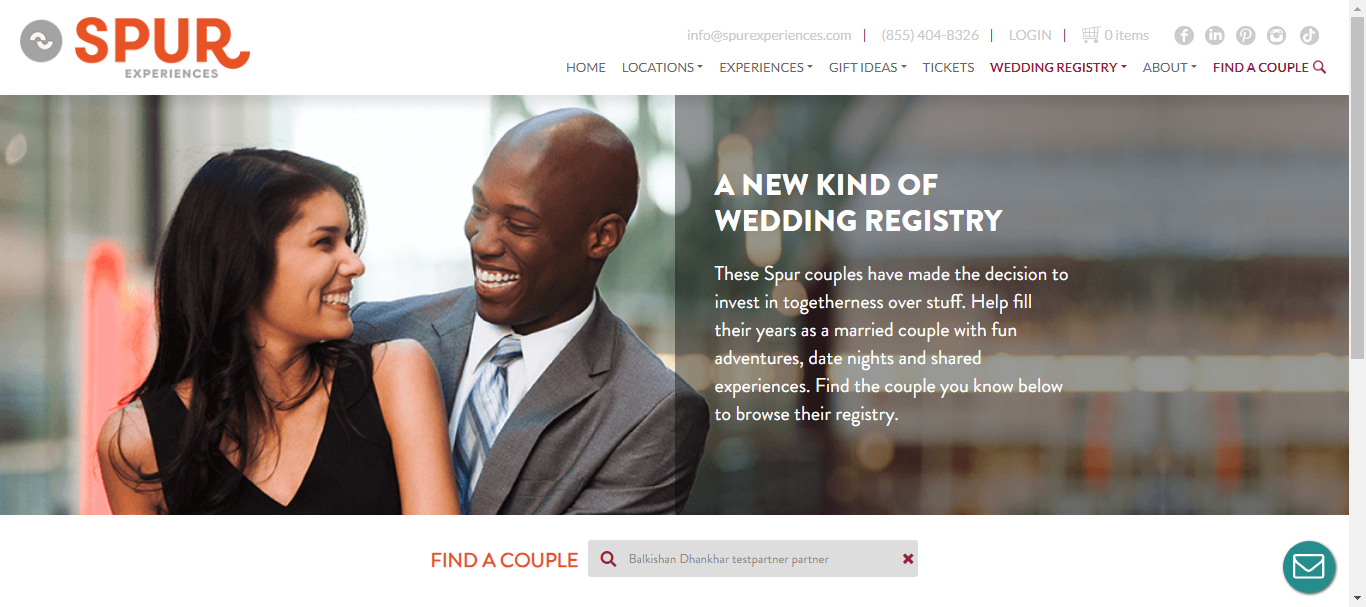 SPUR
EXPERIENCES
info@spurexperiences.com | (855) 404-8326 | LOGIN | 0 items
HOME LOCATIONS EXPERIENCES GIFT IDEAS TICKETS WEDDING REGISTRY ABOUT FIND A COUPLE
A NEW KIND OF
WEDDING REGISTRY
These Spur couples have made the decision to
invest in togetherness over stuff. Help fill
their years as a married couple with fun
adventures, date nights and shared
experiences. Find the couple you know below
to browse their registry.
FIND A COUPLE Balkishan Dhankhar testpartner partner